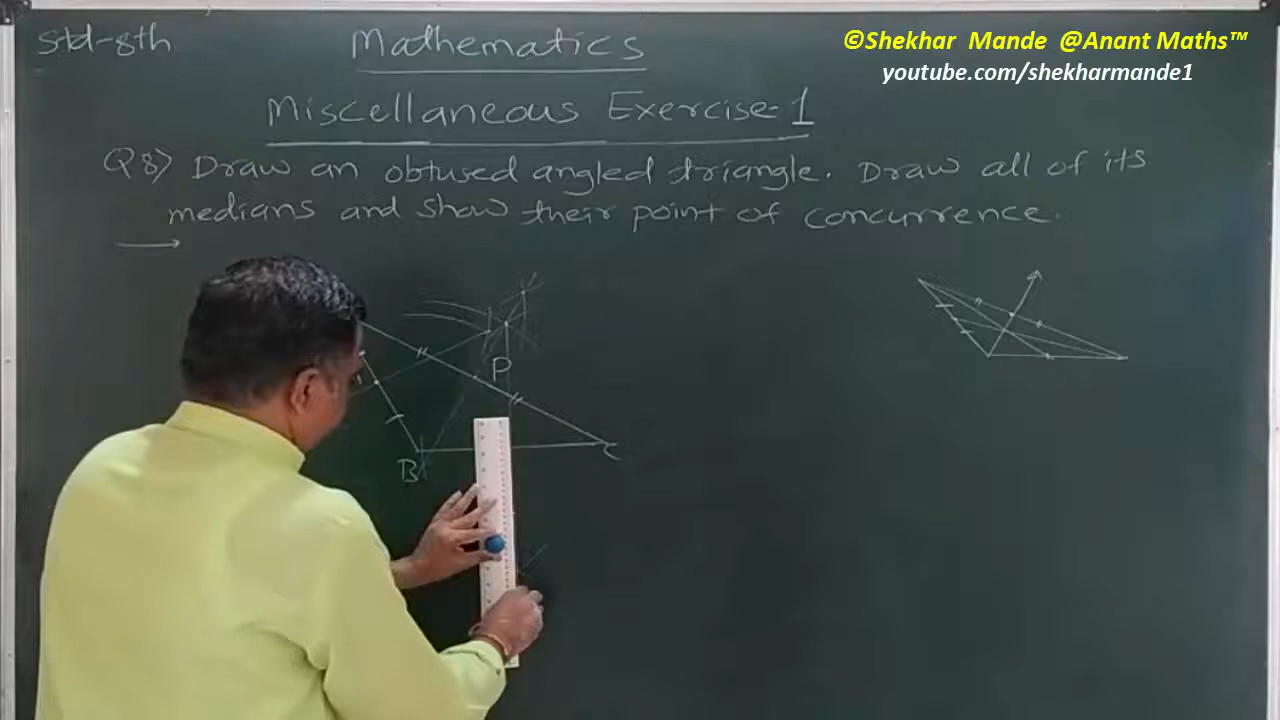 Std-8th
Mathematics
©Shekhar Mande @Anant Maths™
youtube.com/shekharmande1
Miscellaneous Exercise-1
Q8) Draw an obtused angled triangle. Draw all of its
medians and show their point of concurrence.
P
B
C